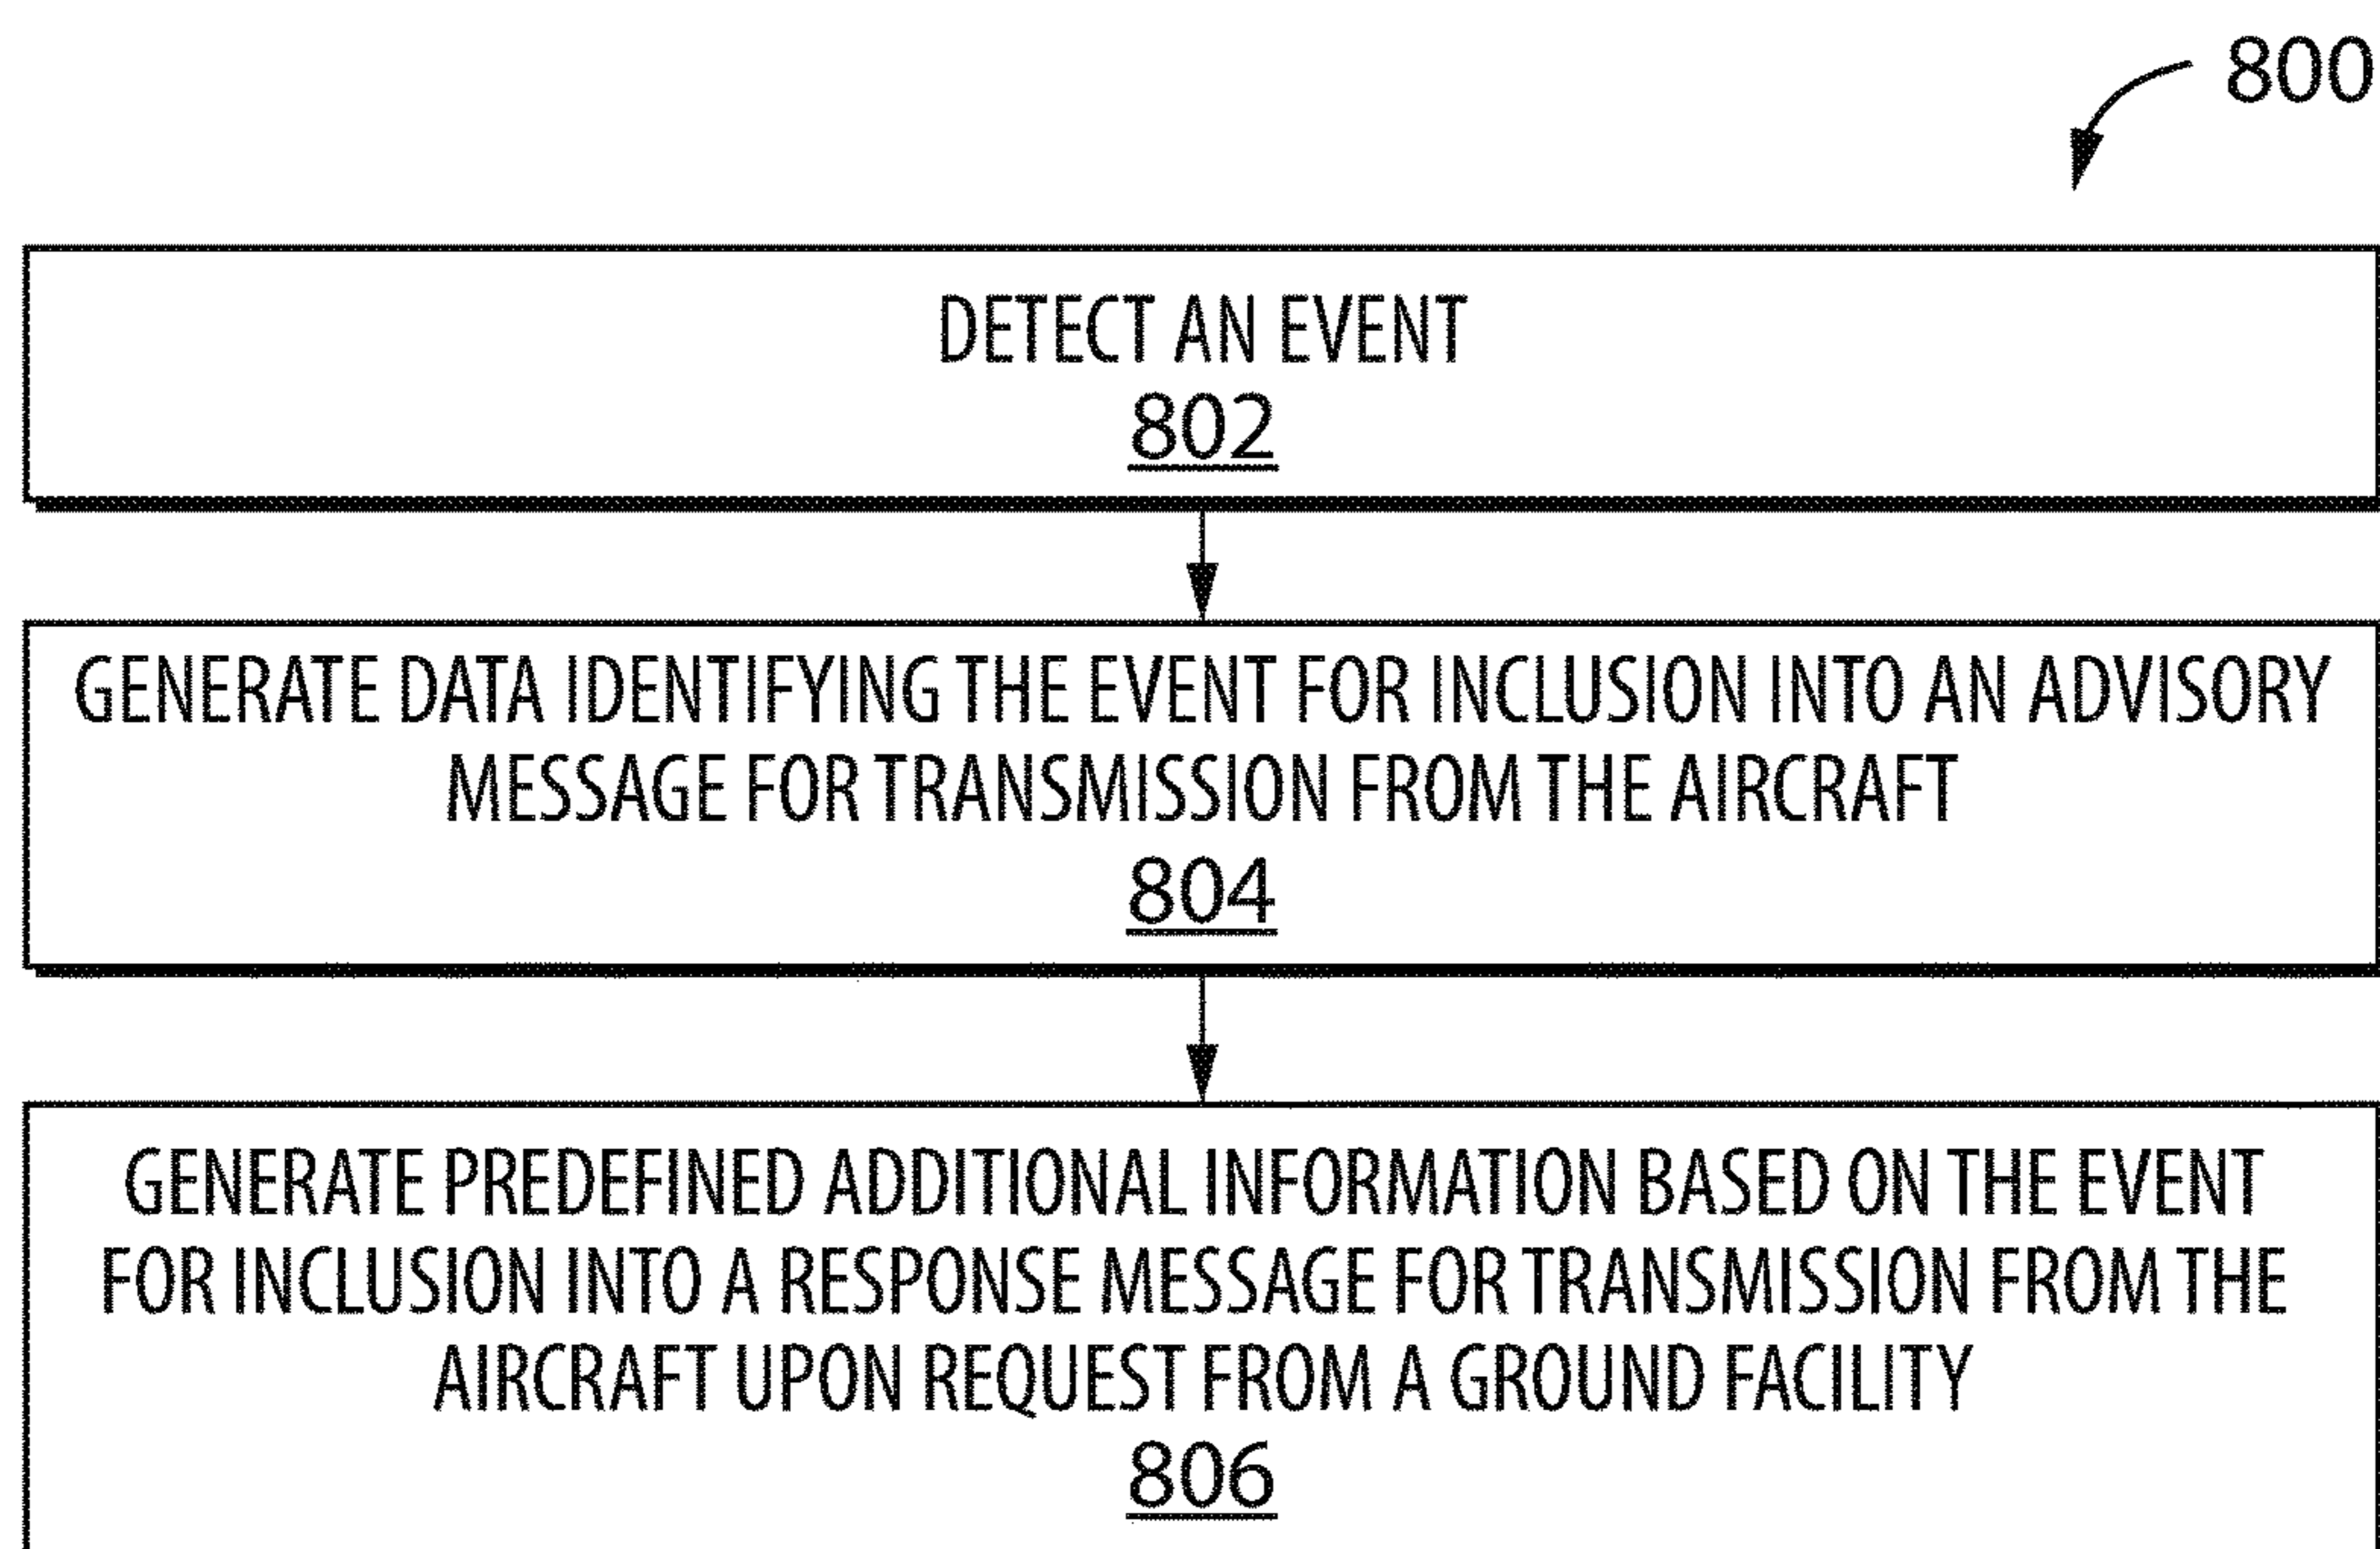 800
DETECT AN EVENT
802
GENERATE DATA IDENTIFYING THE EVENT FOR INCLUSION INTO AN ADVISORY
MESSAGE FOR TRANSMISSION FROM THE AIRCRAFT
804
GENERATE PREDEFINED ADDITIONAL INFORMATION BASED ON THE EVENT
FOR INCLUSION INTO A RESPONSE MESSAGE FOR TRANSMISSION FROM THE
AIRCRAFT UPON REQUEST FROM A GROUND FACILITY
806